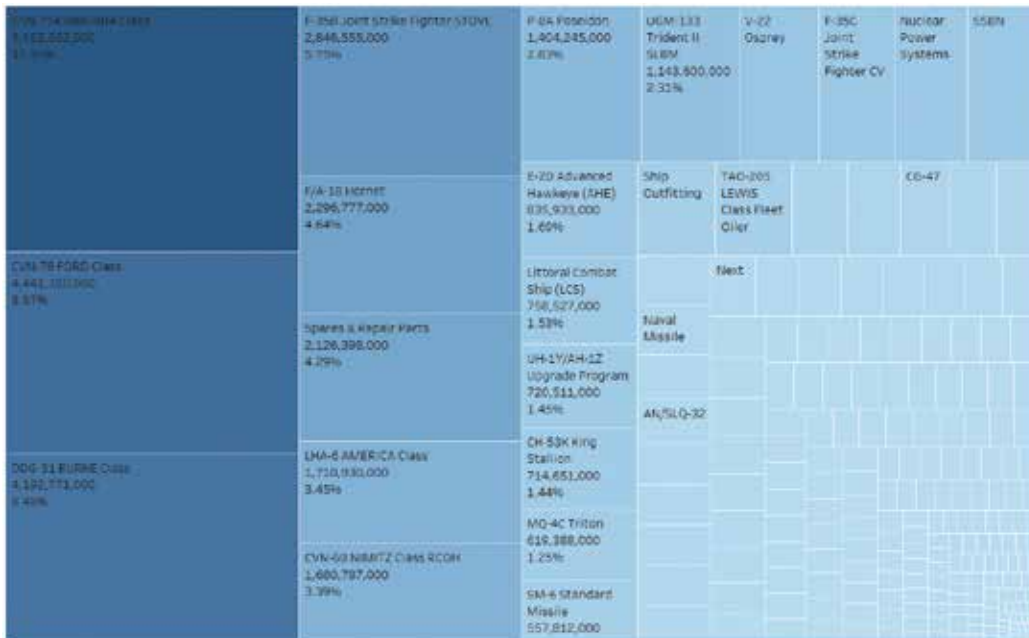 Class
F-35B Joint Strike Fighter STOVL
2,846,555,000
5.75%
P-8A Poseidon
1,404,245,000
2.83%
UGM-133
Trident II
SLBM
1,143,600,000
2.31%
V-22
Osprey
F-35C
Joint
Strike
Fighter CV
Nuclear
Power
Systems
SSBN
F/A-18 Hornet
2,296,777,000
4.64%
E-2D Advanced
Hawkeye (AHE)
835,933,000
1.69%
Ship
Outfitting
TAO-205
LEWIS
Class Fleet
Oiler
CG-47
CVN-78 FORD Class
Littoral Combat
Ship (LCS)
758,527,000
1.53%
Next
Spares & Repair Parts
2,126,398,000
4.29%
Naval
Missile
UH-1Y/AH-1Z
Upgrade Program
720,511,000
1.45%
AN/SLQ-32
DDG-51 BURKE Class
LHA-6 AMERICA Class
1,710,930,000
3.45%
CH-53K King
Stallion
714,651,000
1.44%
MQ-4C Triton
619,388,000
1.25%
CVN-69 NIMITZ Class RCOH
1,680,787,000
3.39%
SM-6 Standard
Missile
557,812,000